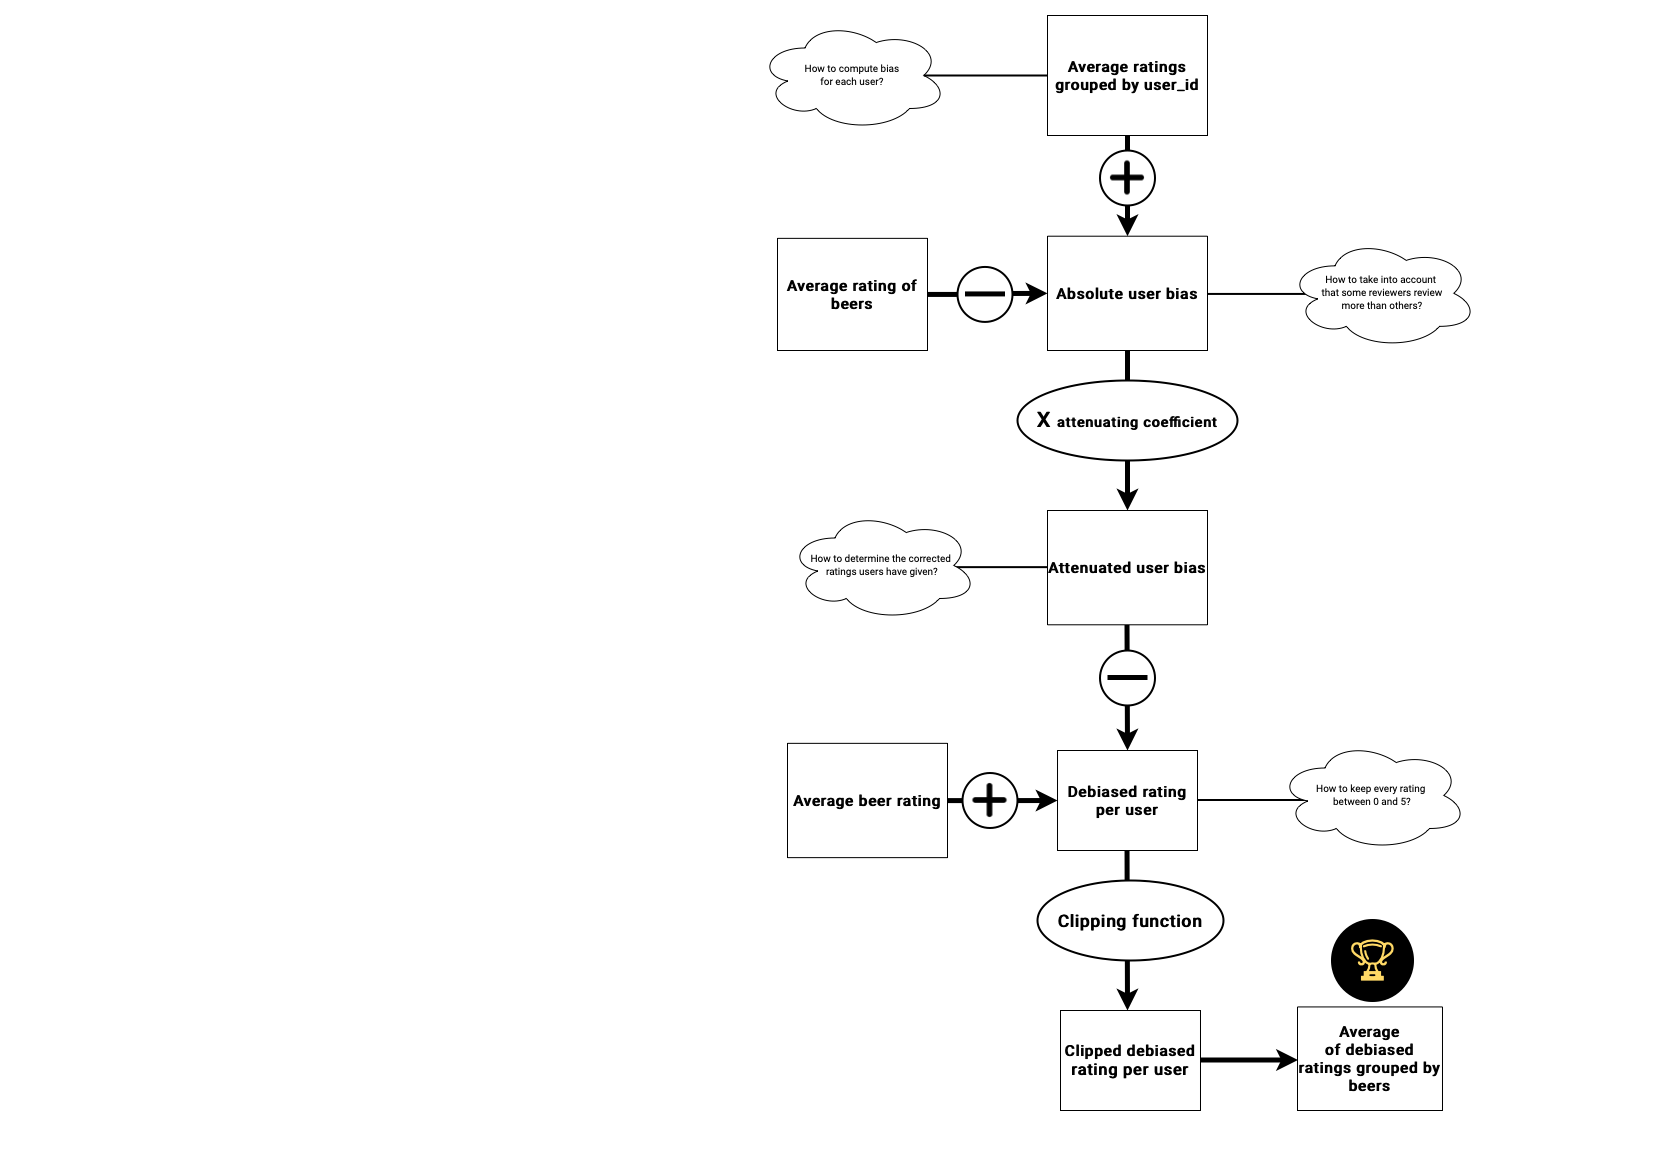 How to compute bias
for each user?
Average ratings
grouped by user_id
Average rating of
beers
Absolute user bias
How to take into account
that some reviewers review
more than others?
X attenuating coefficient
How to determine the corrected
ratings users have given?
Attenuated user bias
Average beer rating
Debiased rating
per user
How to keep every rating
between 0 and 5?
Clipping function
Clipped debiased
rating per user
Average
of debiased
ratings grouped by
beers